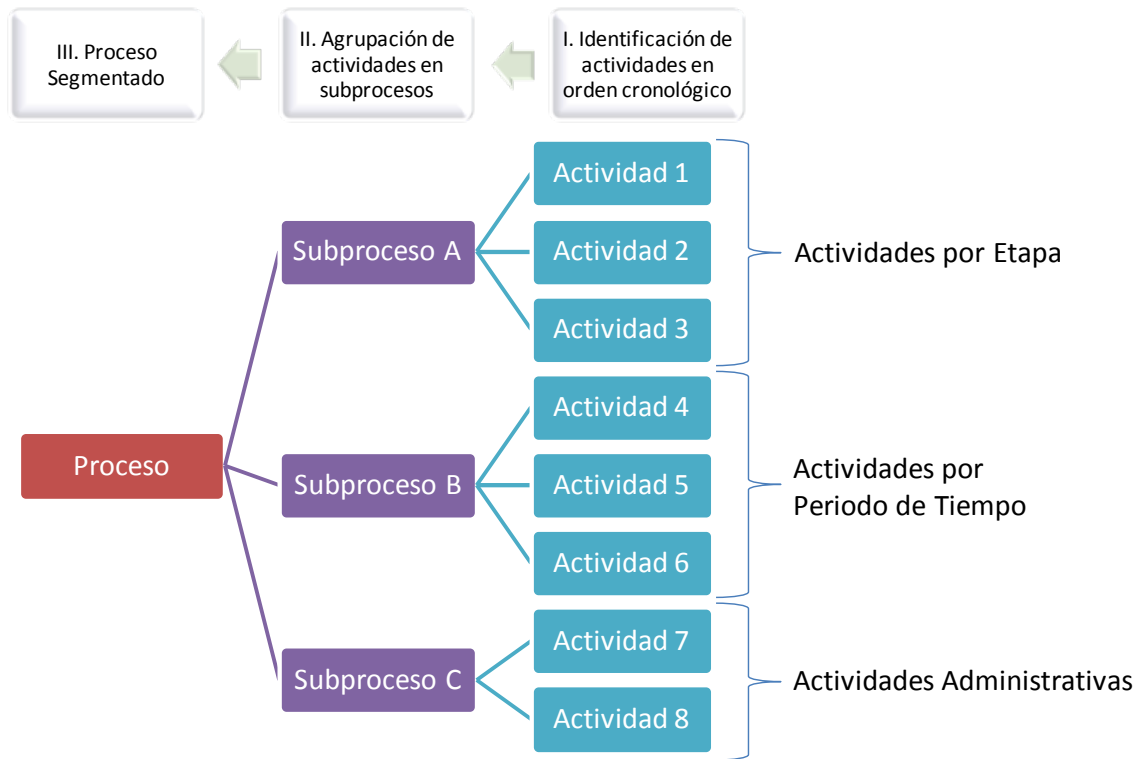 III. Proceso
Segmentado
II. Agrupación de
actividades en
subprocesos
I. Identificación de
actividades en
orden cronológico
Proceso
Subproceso A
Subproceso B
Subproceso C
Actividad 1
Actividad 2
Actividad 3
Actividad 4
Actividad 5
Actividad 6
Actividad 7
Actividad 8
Actividades por Etapa
Actividades por
Periodo de Tiempo
Actividades Administrativas